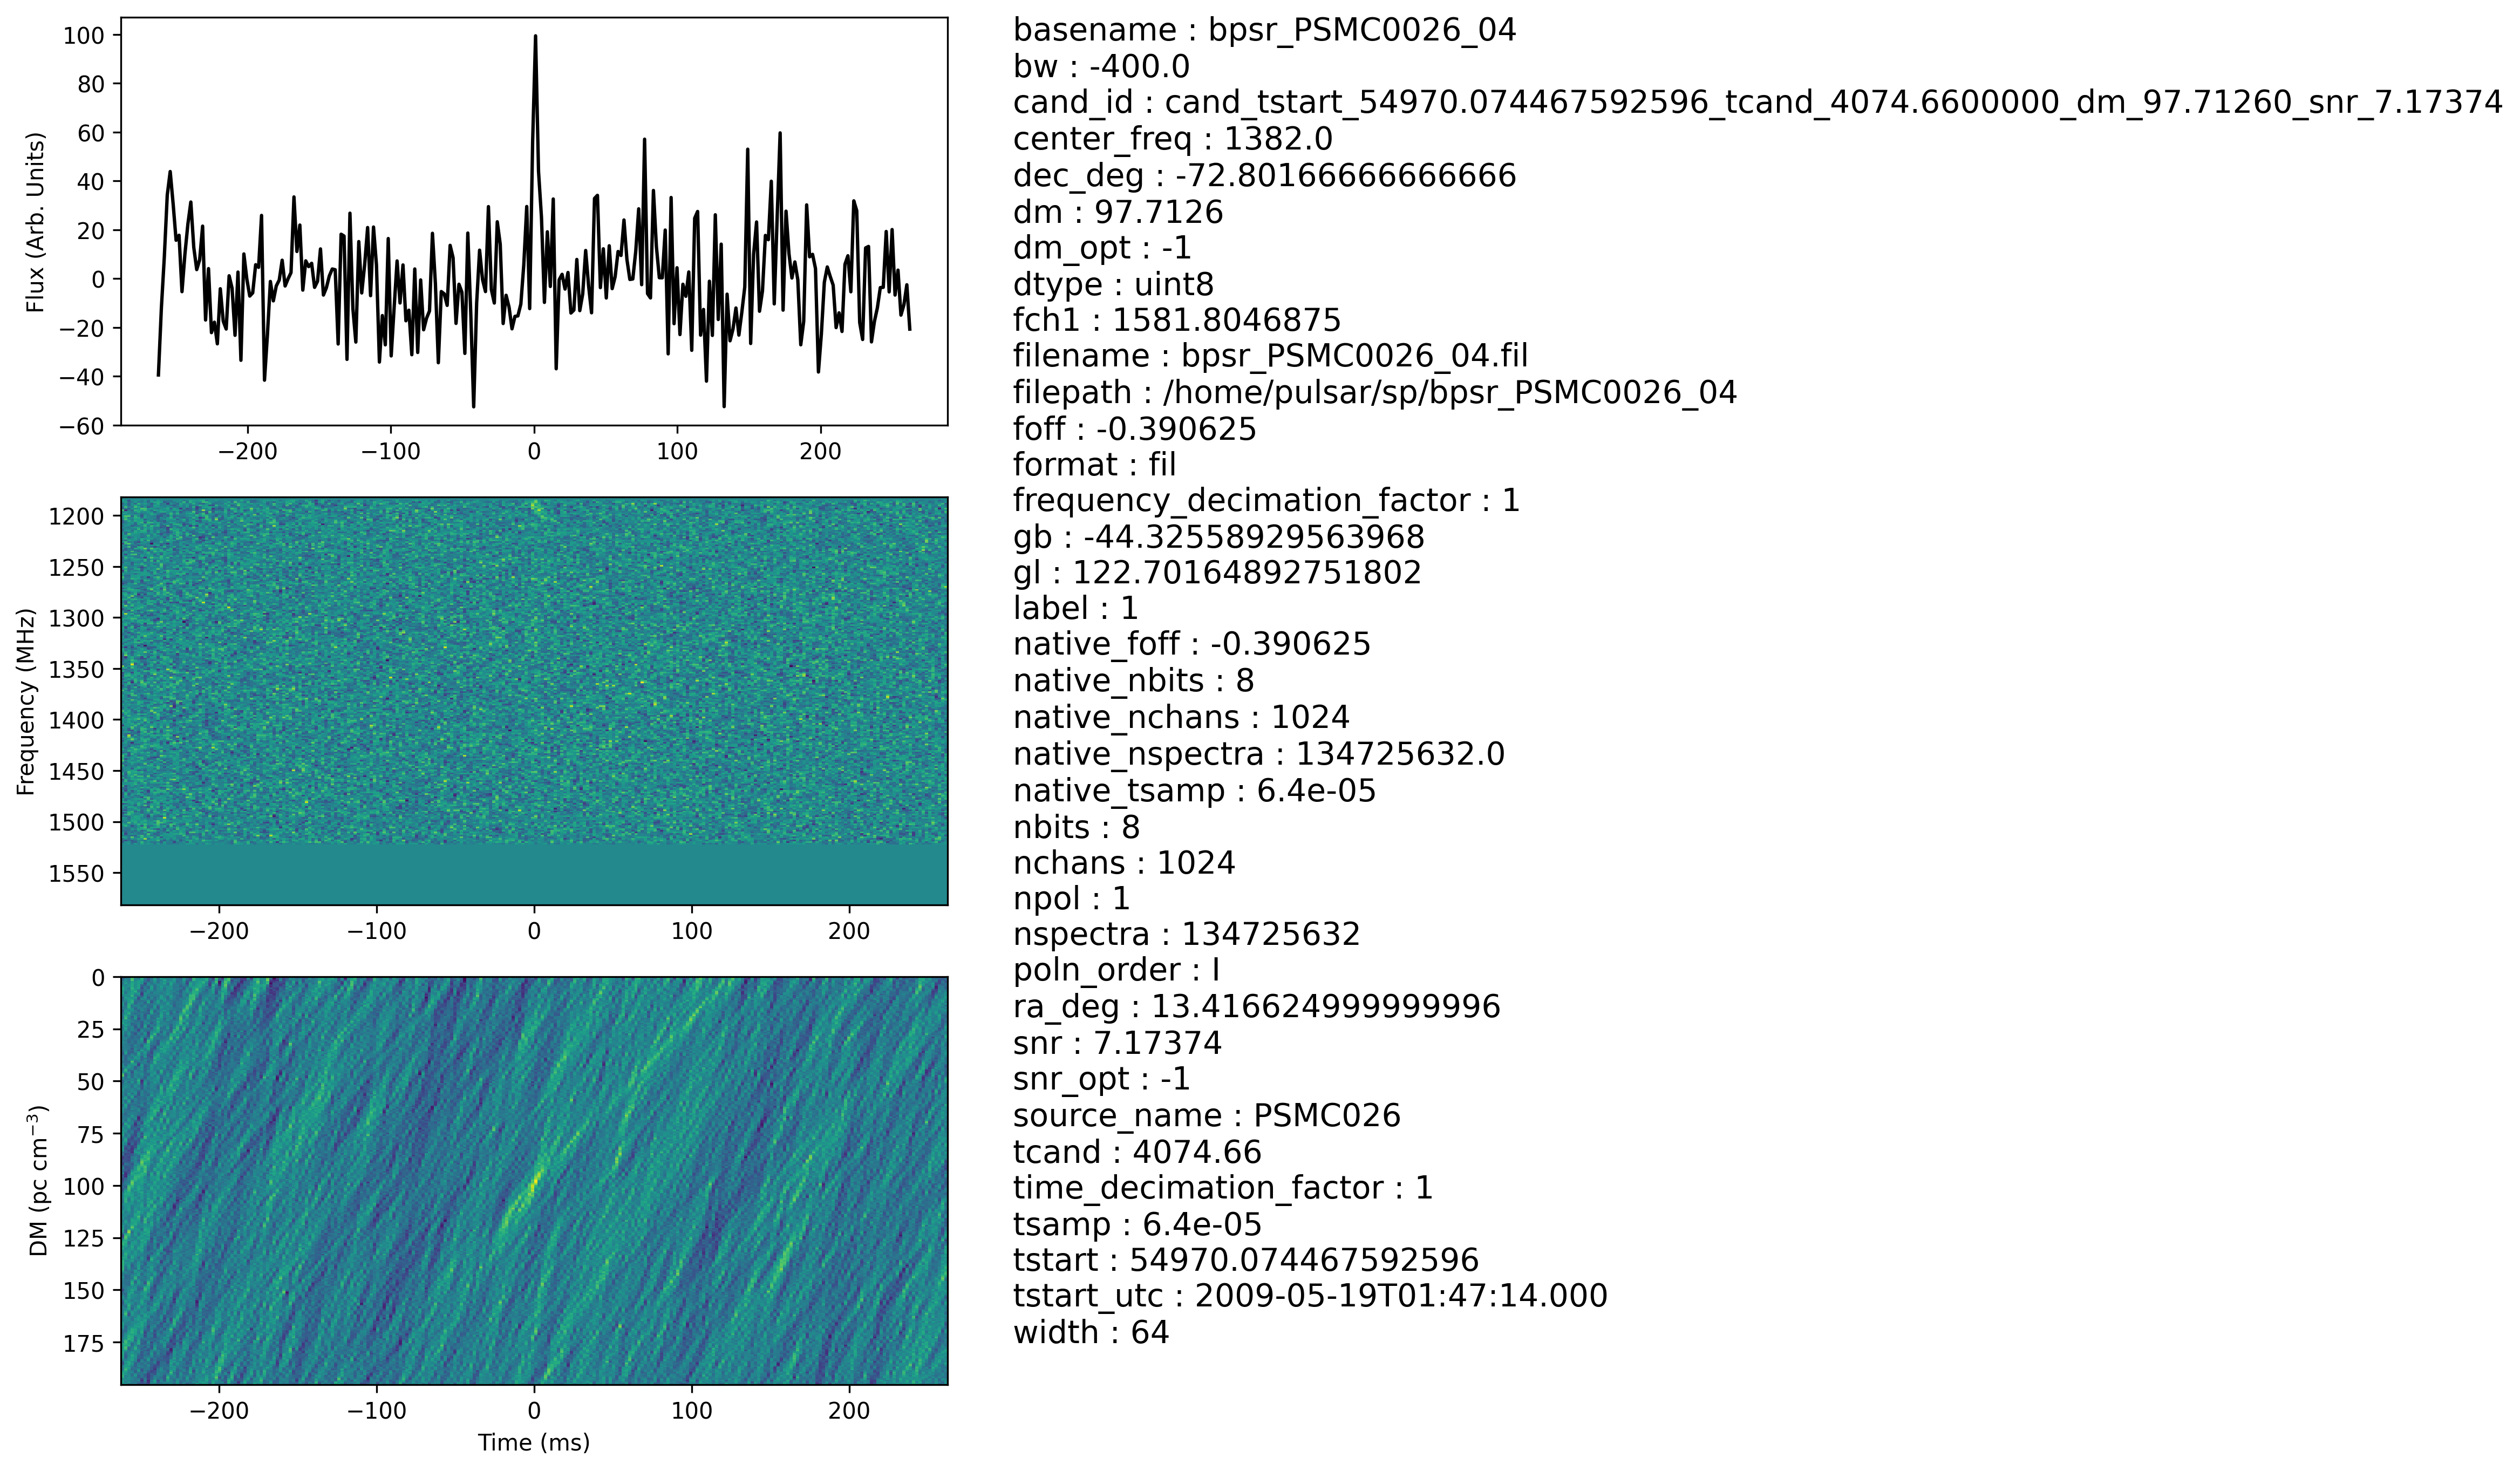 100
80
60
40
20
0
−20
−40
−60
Flux (Arb. Units)
−200 −100 0 100 200
1200
1250
1300
1350
1400
1450
1500
1550
Frequency (MHz)
−200 −100 0 100 200
0
25
50
75
100
125
150
175
DM (pc cm⁻³)
−200 −100 0 100 200
Time (ms)
basename : bpsr_PSMC0026_04
bw : -400.0
cand_id : cand_tstart_54970.074467592596_tcand_4074.6600000_dm_97.71260_snr_7.17374
center_freq : 1382.0
dec_deg : -72.80166666666666
dm : 97.7126
dm_opt : -1
dtype : uint8
fch1 : 1581.8046875
filename : bpsr_PSMC0026_04.fil
filepath : /home/pulsar/sp/bpsr_PSMC0026_04
foff : -0.390625
format : fil
frequency_decimation_factor : 1
gb : -44.32558929563968
gl : 122.70164892751802
label : 1
native_foff : -0.390625
native_nbits : 8
native_nchans : 1024
native_nspectra : 134725632.0
native_tsamp : 6.4e-05
nbits : 8
nchans : 1024
npol : 1
nspectra : 134725632
poln_order : I
ra_deg : 13.416624999999996
snr : 7.17374
snr_opt : -1
source_name : PSMC026
tcand : 4074.66
time_decimation_factor : 1
tsamp : 6.4e-05
tstart : 54970.074467592596
tstart_utc : 2009-05-19T01:47:14.000
width : 64